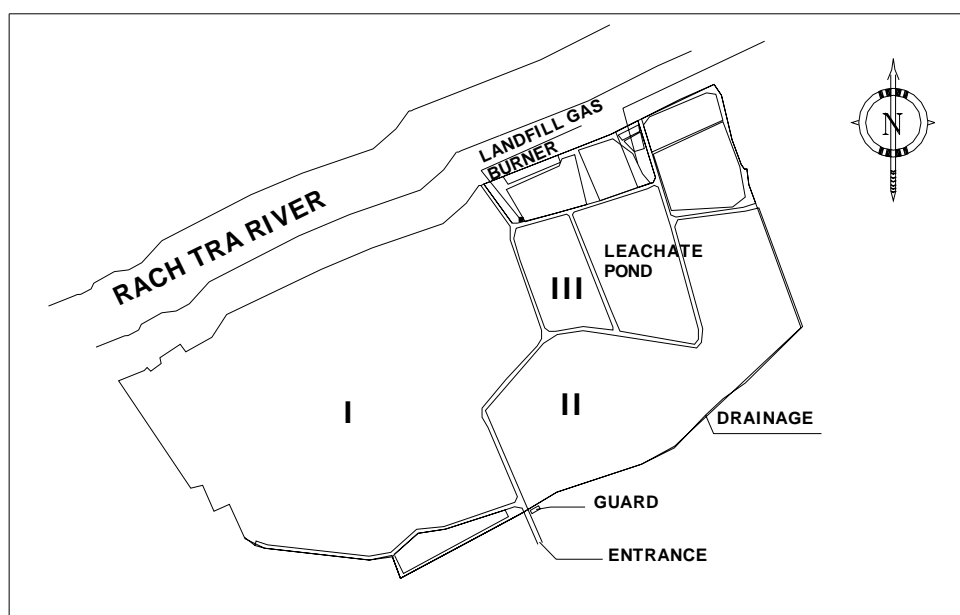 LANDFILL GAS
BURNER
N
RACH TRA RIVER
LEACHATE
POND
III
I
II
DRAINAGE
GUARD
ENTRANCE